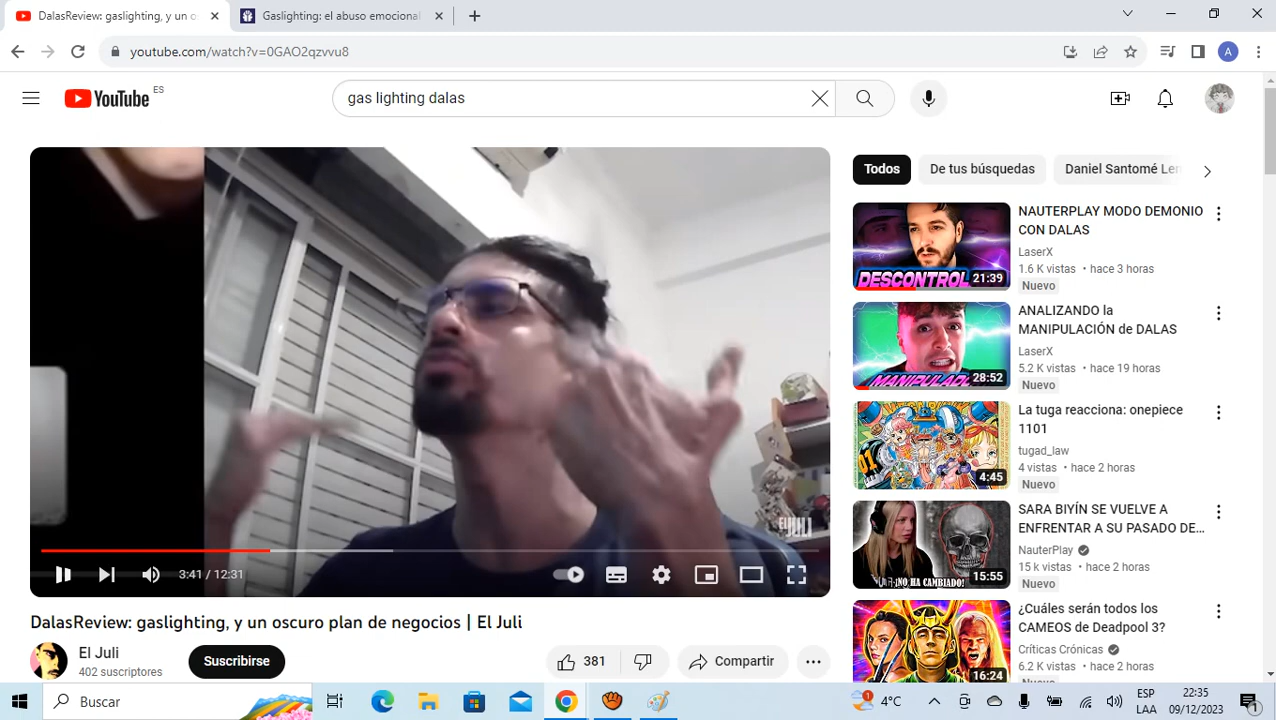 DalasReview: gaslighting, y un o
Gaslighting: el abuso emocional
youtube.com/watch?v=0GAO2qzvvu8
A
YouTube ES
gas lighting dalas
Todos
De tus búsquedas
Daniel Santomé Len
DESCONTROL
21:39
NAUTERPLAY MODO DEMONIO
CON DALAS
LaserX
1.6 K vistas • hace 3 horas
Nuevo
28:52
ANALIZANDO la
MANIPULACIÓN de DALAS
LaserX
5.2 K vistas • hace 19 horas
Nuevo
4:45
La tuga reacciona: onepiece
1101
tugad_law
4 vistas • hace 2 horas
Nuevo
¡NO HA CAMBIADO!
15:55
SARA BIYÍN SE VUELVE A
ENFRENTAR A SU PASADO DE...
NauterPlay
15 k vistas • hace 2 horas
Nuevo
16:24
¿Cuáles serán todos los
CAMEOS de Deadpool 3?
Críticas Crónicas
6.2 K vistas • hace 2 horas
EL JULI
3:41 / 12:31
DalasReview: gaslighting, y un oscuro plan de negocios | El Juli
El Juli
402 suscriptores
Suscribirse
381
Compartir
Buscar
4°C
ESP
LAA
22:35
09/12/2023